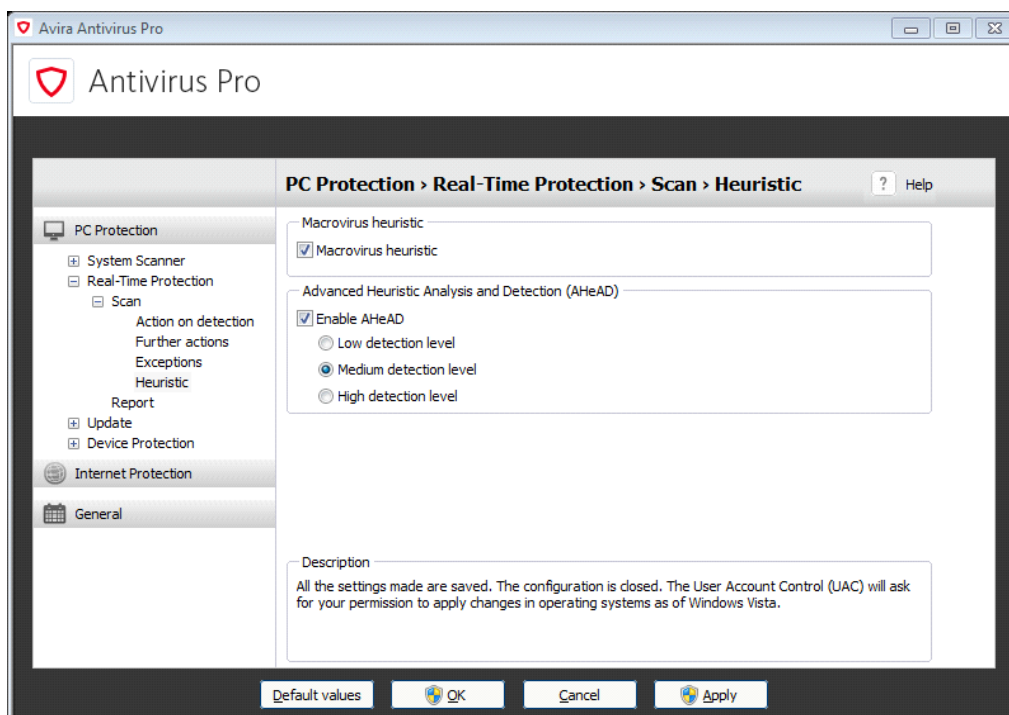 Avira Antivirus Pro
Antivirus Pro
PC Protection › Real-Time Protection › Scan › Heuristic
? Help
PC Protection
System Scanner
Real-Time Protection
Scan
Action on detection
Further actions
Exceptions
Heuristic
Report
Update
Device Protection
Internet Protection
General
Macrovirus heuristic
Macrovirus heuristic
Advanced Heuristic Analysis and Detection (AHeAD)
Enable AHeAD
Low detection level
Medium detection level
High detection level
Description
All the settings made are saved. The configuration is closed. The User Account Control (UAC) will ask
for your permission to apply changes in operating systems as of Windows Vista.
Default values
OK
Cancel
Apply